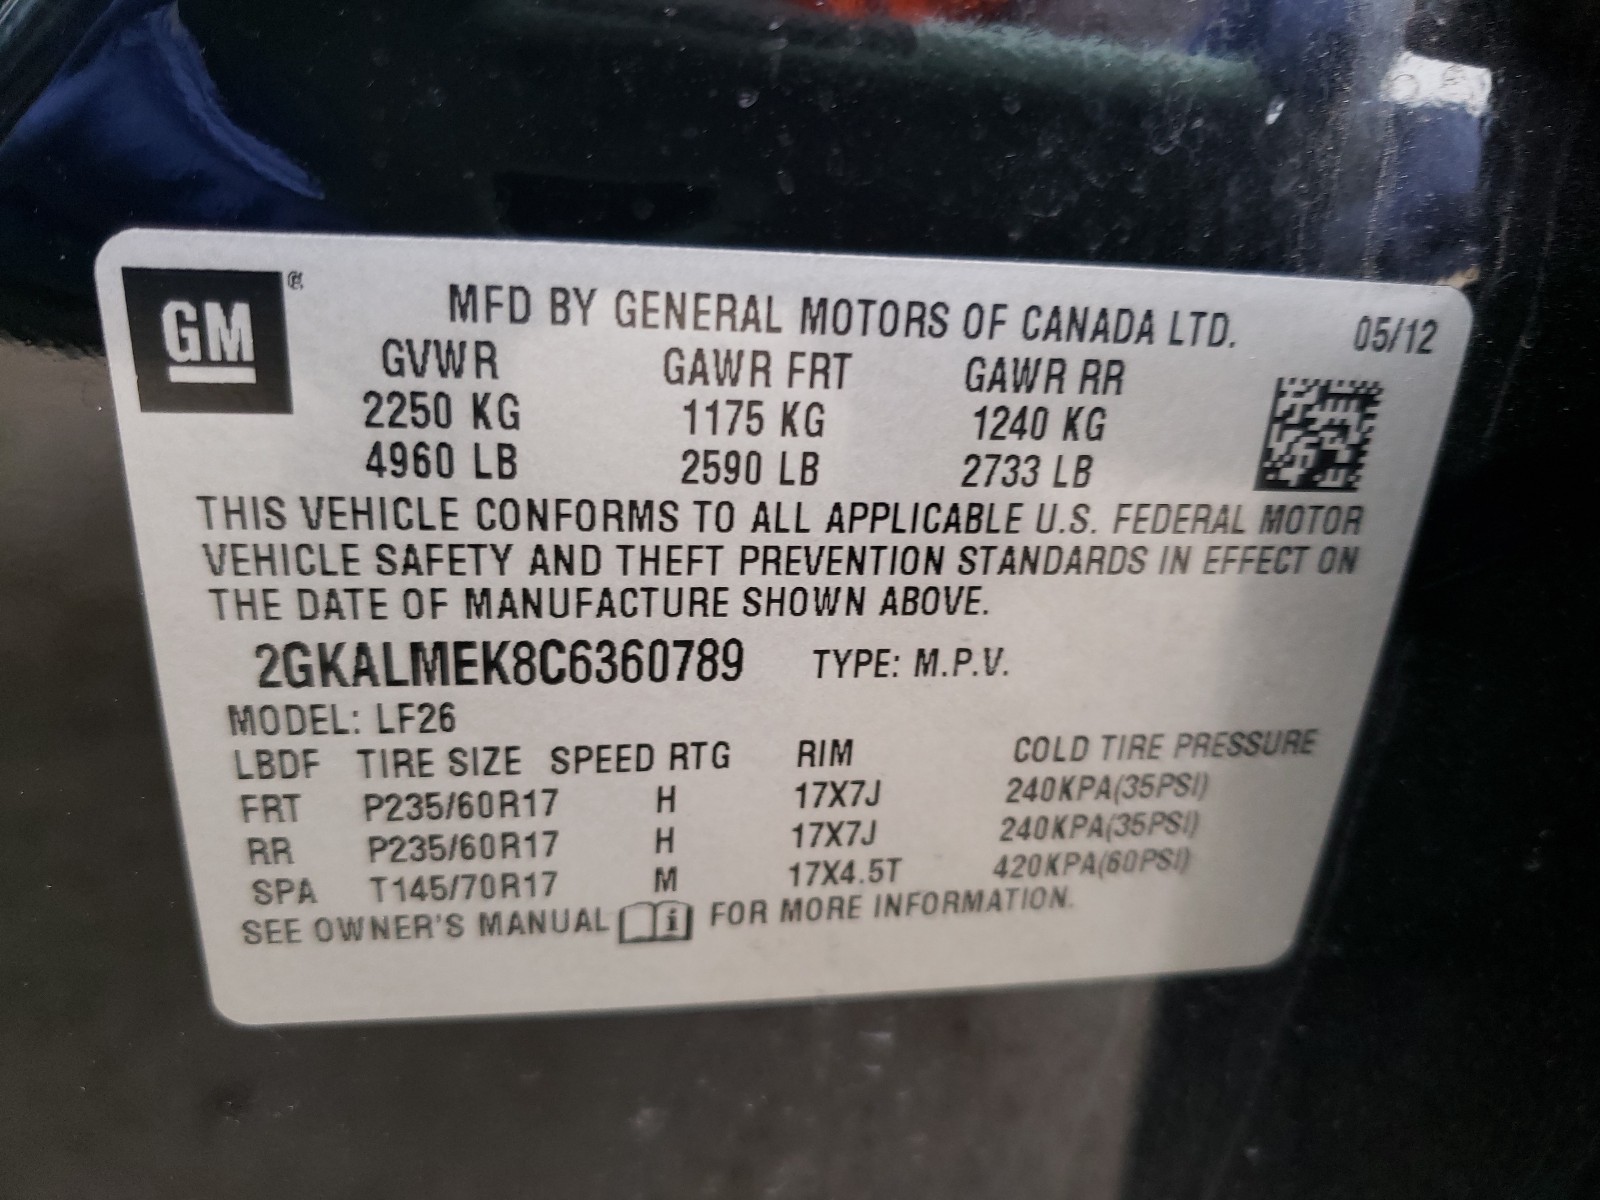 GM ®
MFD BY GENERAL MOTORS OF CANADA LTD. 05/12
GVWR GAWR FRT GAWR RR
2250 KG 1175 KG 1240 KG
4960 LB 2590 LB 2733 LB
THIS VEHICLE CONFORMS TO ALL APPLICABLE U.S. FEDERAL MOTOR
VEHICLE SAFETY AND THEFT PREVENTION STANDARDS IN EFFECT ON
THE DATE OF MANUFACTURE SHOWN ABOVE.
2GKALMEK8C6360789 TYPE: M.P.V.
MODEL: LF26
LBDF TIRE SIZE SPEED RTG RIM COLD TIRE PRESSURE
FRT P235/60R17 H 17X7J 240KPA(35PSI)
RR P235/60R17 H 17X7J 240KPA(35PSI)
SPA T145/70R17 M 17X4.5T 420KPA(60PSI)
SEE OWNER'S MANUAL i FOR MORE INFORMATION.